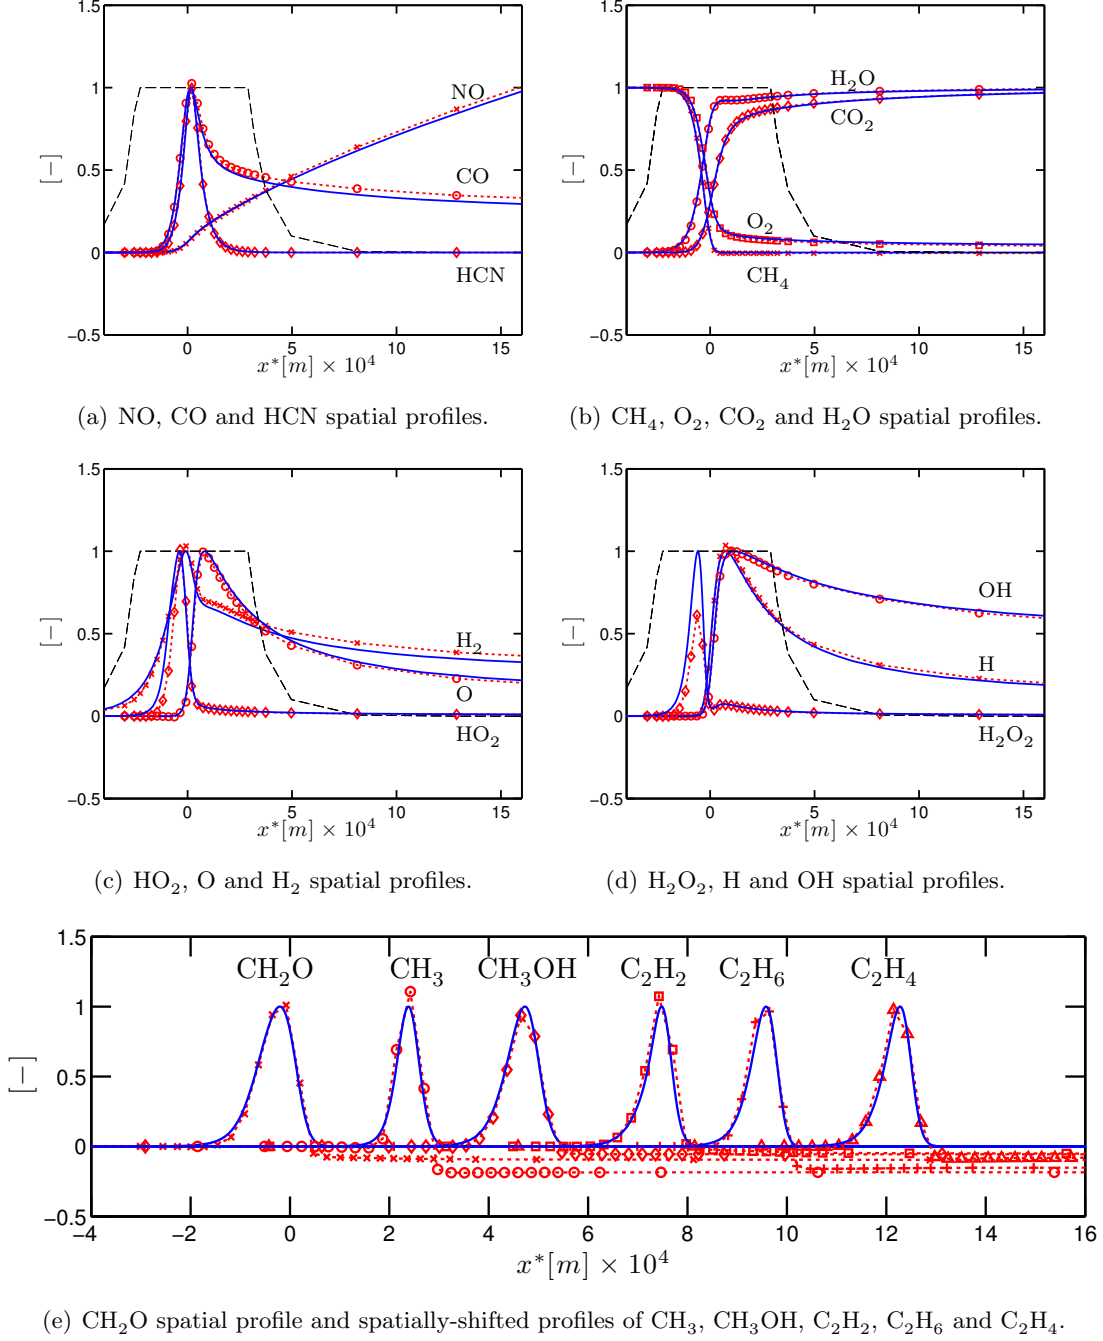 1.5
1
0.5
0
−0.5
[−]
NO
CO
HCN
0
5
10
15
x*[m] × 10⁴
(a) NO, CO and HCN spatial profiles.
1.5
1
0.5
0
−0.5
[−]
H₂O
CO₂
O₂
CH₄
0
5
10
15
x*[m] × 10⁴
(b) CH₄, O₂, CO₂ and H₂O spatial profiles.
1.5
1
0.5
0
−0.5
[−]
H₂
O
HO₂
0
5
10
15
x*[m] × 10⁴
(c) HO₂, O and H₂ spatial profiles.
1.5
1
0.5
0
−0.5
[−]
OH
H
H₂O₂
0
5
10
15
x*[m] × 10⁴
(d) H₂O₂, H and OH spatial profiles.
1.5
1
0.5
0
−0.5
[−]
CH₂O CH₃ CH₃OH C₂H₂ C₂H₆ C₂H₄
−4 −2 0 2 4 6 8 10 12 14 16
x*[m] × 10⁴
(e) CH₂O spatial profile and spatially-shifted profiles of CH₃, CH₃OH, C₂H₂, C₂H₆ and C₂H₄.